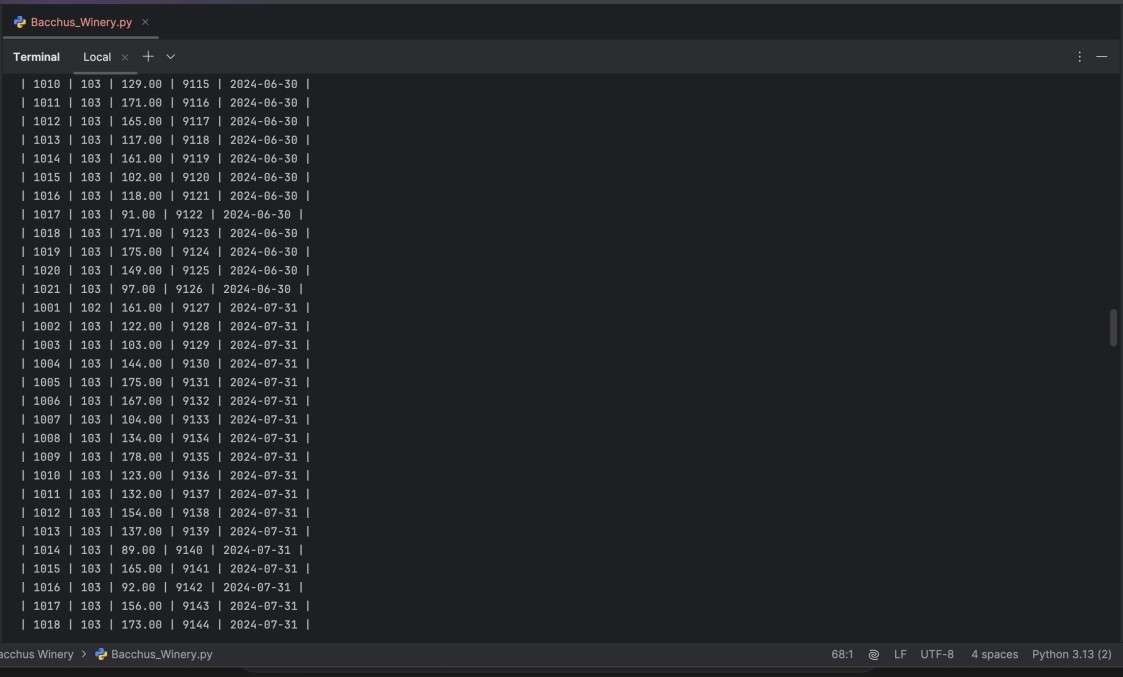 Bacchus_Winery.py ×
Terminal Local × +
| 1010 | 103 | 129.00 | 9115 | 2024-06-30 |
| 1011 | 103 | 171.00 | 9116 | 2024-06-30 |
| 1012 | 103 | 165.00 | 9117 | 2024-06-30 |
| 1013 | 103 | 117.00 | 9118 | 2024-06-30 |
| 1014 | 103 | 161.00 | 9119 | 2024-06-30 |
| 1015 | 103 | 102.00 | 9120 | 2024-06-30 |
| 1016 | 103 | 118.00 | 9121 | 2024-06-30 |
| 1017 | 103 | 91.00 | 9122 | 2024-06-30 |
| 1018 | 103 | 171.00 | 9123 | 2024-06-30 |
| 1019 | 103 | 175.00 | 9124 | 2024-06-30 |
| 1020 | 103 | 149.00 | 9125 | 2024-06-30 |
| 1021 | 103 | 97.00 | 9126 | 2024-06-30 |
| 1001 | 102 | 161.00 | 9127 | 2024-07-31 |
| 1002 | 103 | 122.00 | 9128 | 2024-07-31 |
| 1003 | 103 | 103.00 | 9129 | 2024-07-31 |
| 1004 | 103 | 144.00 | 9130 | 2024-07-31 |
| 1005 | 103 | 175.00 | 9131 | 2024-07-31 |
| 1006 | 103 | 167.00 | 9132 | 2024-07-31 |
| 1007 | 103 | 104.00 | 9133 | 2024-07-31 |
| 1008 | 103 | 134.00 | 9134 | 2024-07-31 |
| 1009 | 103 | 178.00 | 9135 | 2024-07-31 |
| 1010 | 103 | 123.00 | 9136 | 2024-07-31 |
| 1011 | 103 | 132.00 | 9137 | 2024-07-31 |
| 1012 | 103 | 154.00 | 9138 | 2024-07-31 |
| 1013 | 103 | 137.00 | 9139 | 2024-07-31 |
| 1014 | 103 | 89.00 | 9140 | 2024-07-31 |
| 1015 | 103 | 165.00 | 9141 | 2024-07-31 |
| 1016 | 103 | 92.00 | 9142 | 2024-07-31 |
| 1017 | 103 | 156.00 | 9143 | 2024-07-31 |
| 1018 | 103 | 173.00 | 9144 | 2024-07-31 |
acchus Winery > Bacchus_Winery.py 68:1 LF UTF-8 4 spaces Python 3.13 (2)